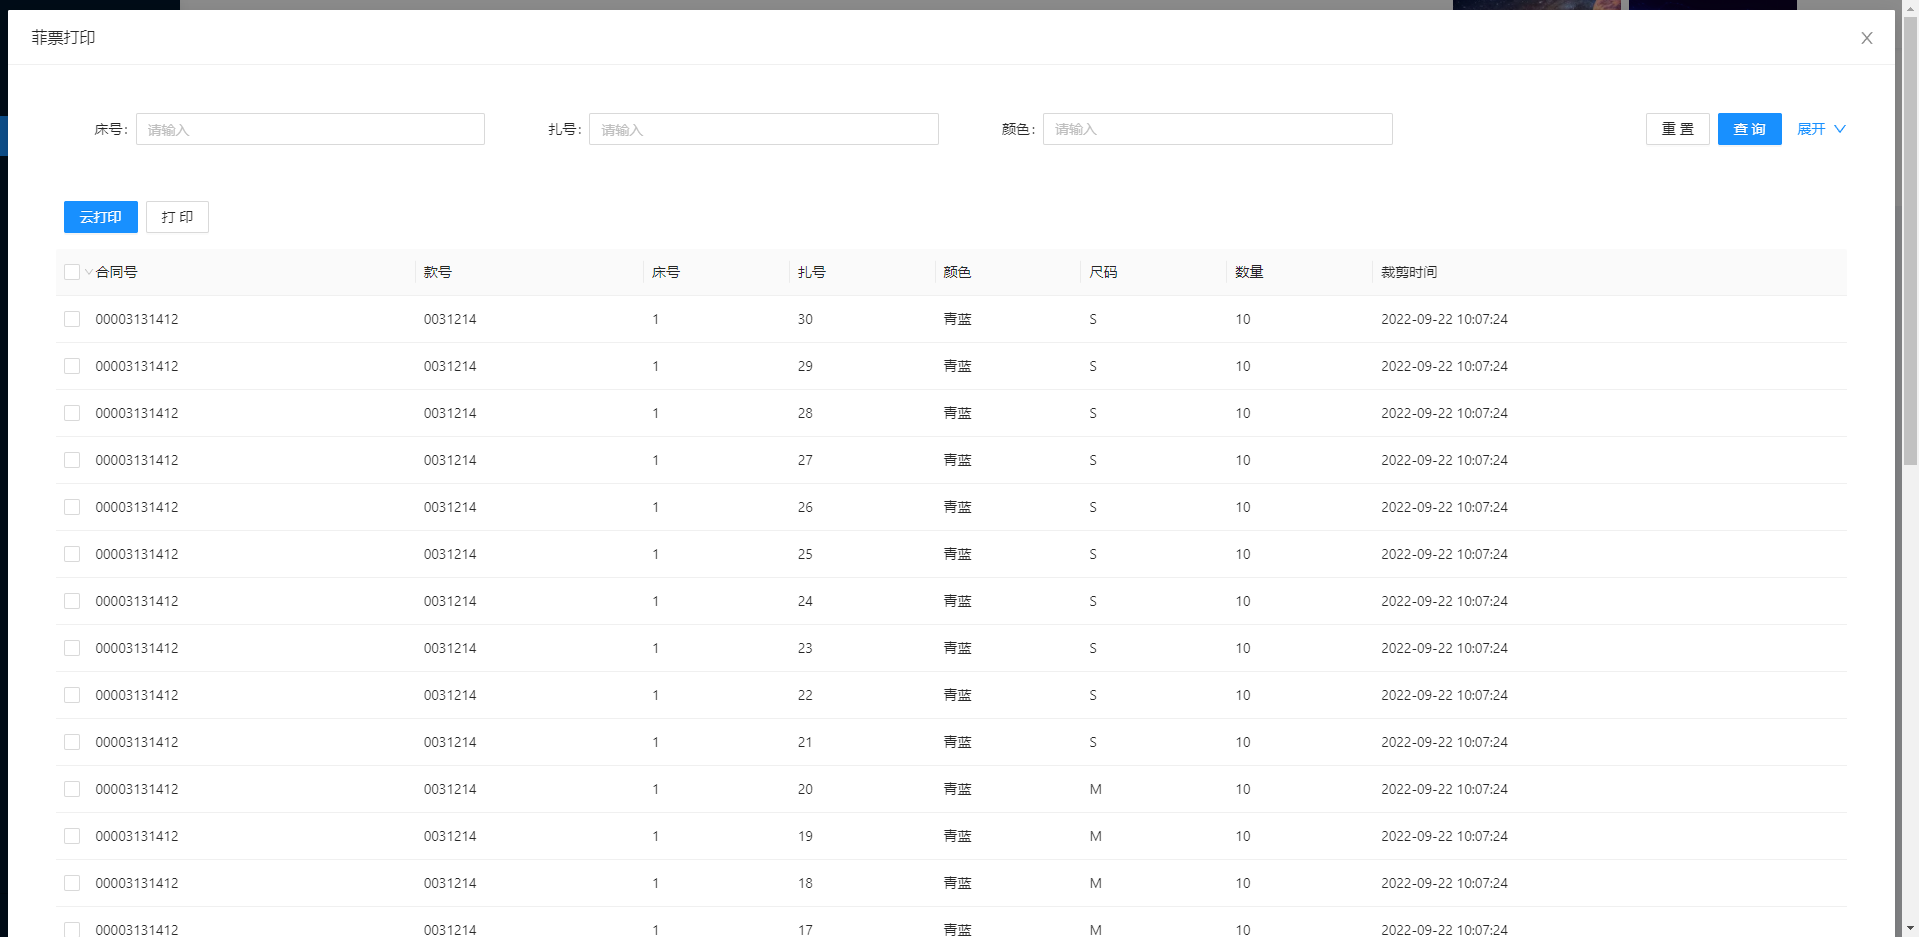 菲票打印
床号: 请输入 扎号: 请输入 颜色: 请输入 重 置 查 询 展开
云打印 打 印
合同号 款号 床号 扎号 颜色 尺码 数量 裁剪时间
00003131412 0031214 1 30 青蓝 S 10 2022-09-22 10:07:24
00003131412 0031214 1 29 青蓝 S 10 2022-09-22 10:07:24
00003131412 0031214 1 28 青蓝 S 10 2022-09-22 10:07:24
00003131412 0031214 1 27 青蓝 S 10 2022-09-22 10:07:24
00003131412 0031214 1 26 青蓝 S 10 2022-09-22 10:07:24
00003131412 0031214 1 25 青蓝 S 10 2022-09-22 10:07:24
00003131412 0031214 1 24 青蓝 S 10 2022-09-22 10:07:24
00003131412 0031214 1 23 青蓝 S 10 2022-09-22 10:07:24
00003131412 0031214 1 22 青蓝 S 10 2022-09-22 10:07:24
00003131412 0031214 1 21 青蓝 S 10 2022-09-22 10:07:24
00003131412 0031214 1 20 青蓝 M 10 2022-09-22 10:07:24
00003131412 0031214 1 19 青蓝 M 10 2022-09-22 10:07:24
00003131412 0031214 1 18 青蓝 M 10 2022-09-22 10:07:24
00003131412 0031214 1 17 青蓝 M 10 2022-09-22 10:07:24